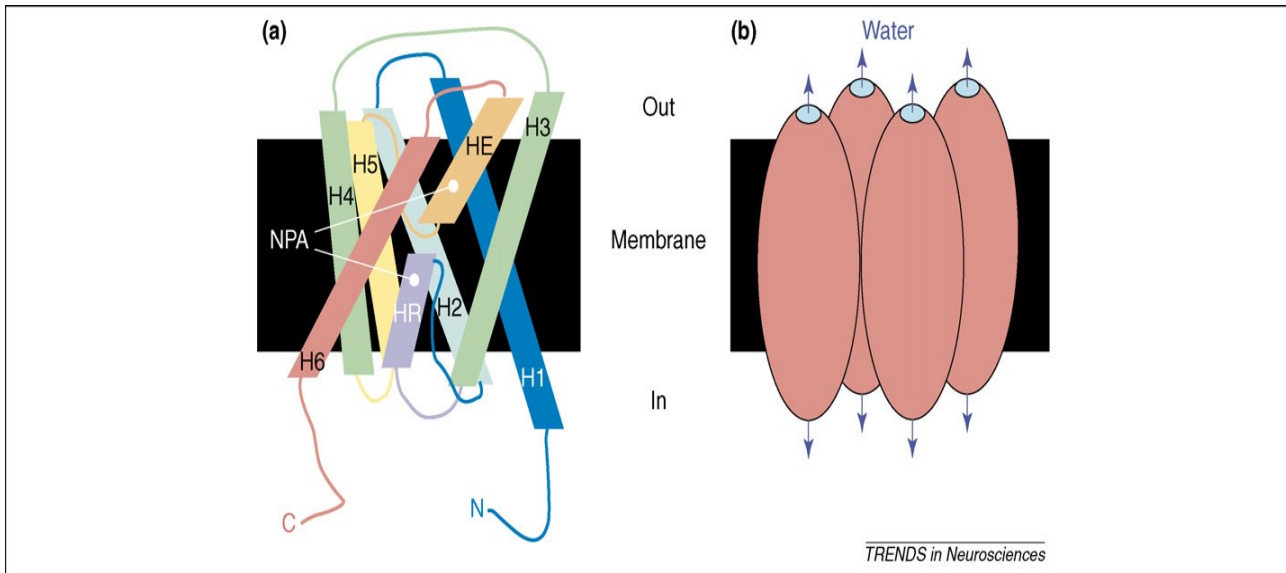 (a)
H4
H5
HE
H3
NPA
HR
H2
H6
H1
C
N
Out
Membrane
In
(b)
Water
TRENDS in Neurosciences